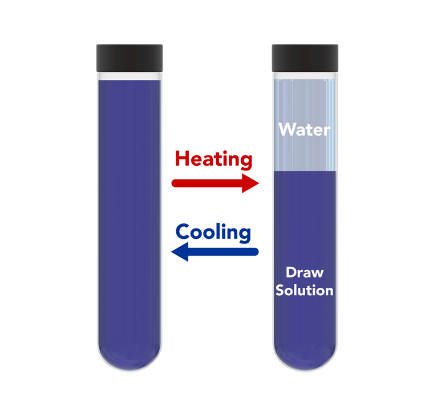 Water
Heating
Cooling
Draw
Solution